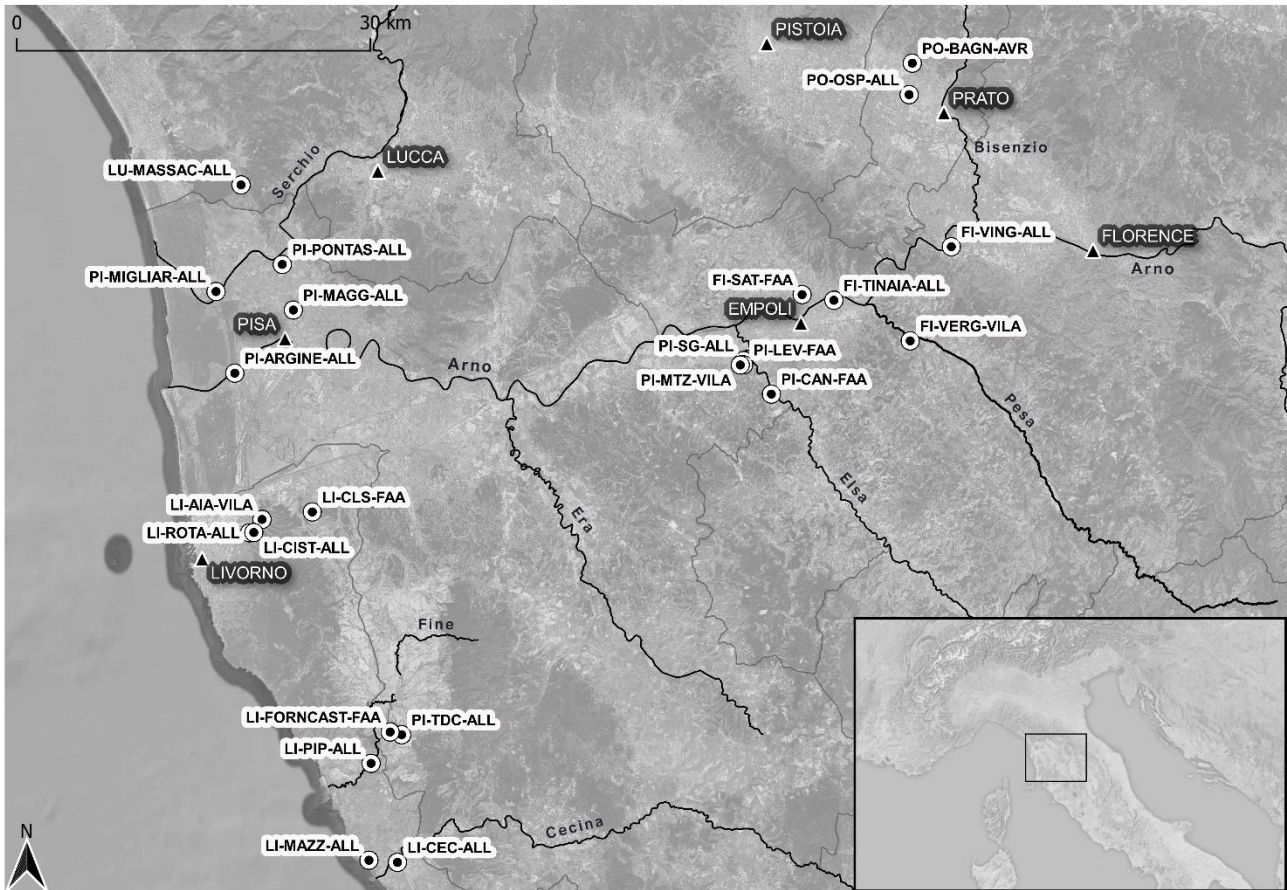 0
30 km
PISTOIA
PO-BAGN-AVR
PO-OSP-ALL
PRATO
Bisenzio
LUCCA
Serchio
LU-MASSAC-ALL
PI-PONTAS-ALL
FI-VING-ALL
FLORENCE
Arno
PI-MIGLIAR-ALL
FI-SAT-FAA
FI-TINAIA-ALL
PI-MAGG-ALL
EMPOLI
PISA
FI-VERG-VILA
PI-SG-ALL
PI-LEV-FAA
PI-ARGINE-ALL
Arno
PI-MTZ-VILA
PI-CAN-FAA
Pesa
Elsa
LI-AIA-VILA
LI-CLS-FAA
Era
LI-ROTA-ALL
LI-CIST-ALL
LIVORNO
Fine
LI-FORNCAST-FAA
PI-TDC-ALL
LI-PIP-ALL
Cecina
LI-MAZZ-ALL
LI-CEC-ALL
N